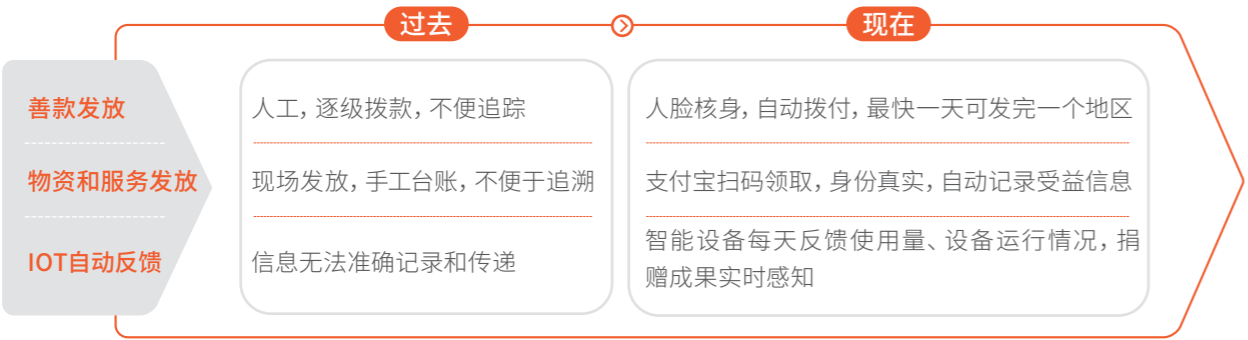 过去
现在
善款发放
人工，逐级拨款，不便追踪
人脸核身，自动拨付，最快一天可发完一个地区
物资和服务发放
现场发放，手工台账，不便于追溯
支付宝扫码领取，身份真实，自动记录受益信息
IOT自动反馈
信息无法准确记录和传递
智能设备每天反馈使用量、设备运行情况，捐
赠成果实时感知